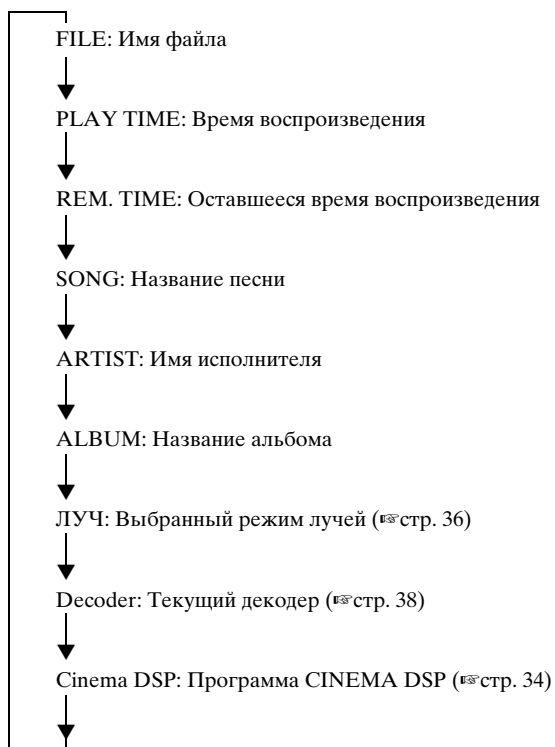 FILE: Имя файла
PLAY TIME: Время воспроизведения
REM. TIME: Оставшееся время воспроизведения
SONG: Название песни
ARTIST: Имя исполнителя
ALBUM: Название альбома
ЛУЧ: Выбранный режим лучей (☞стр. 36)
Decoder: Текущий декодер (☞стр. 38)
Cinema DSP: Программа CINEMA DSP (☞стр. 34)